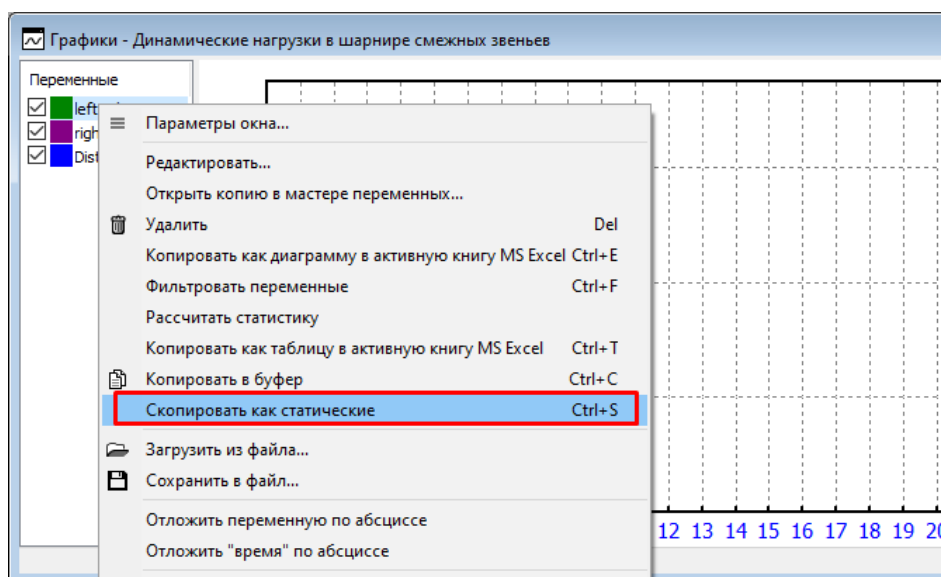 Графики - Динамические нагрузки в шарнире смежных звеньев
Переменные
left
righ
Dist
Параметры окна...
Редактировать...
Открыть копию в мастере переменных...
Удалить Del
Копировать как диаграмму в активную книгу MS Excel Ctrl+E
Фильтровать переменные Ctrl+F
Рассчитать статистику
Копировать как таблицу в активную книгу MS Excel Ctrl+T
Копировать в буфер Ctrl+C
Скопировать как статические Ctrl+S
Загрузить из файла...
Сохранить в файл...
Отложить переменную по абсциссе
12 13 14 15 16 17 18 19 20
Отложить "время" по абсциссе